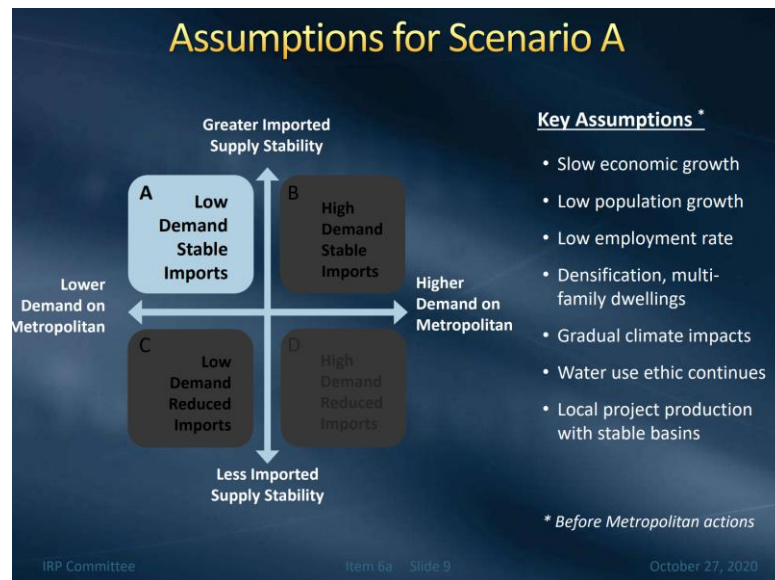 Assumptions for Scenario A
Greater Imported
Supply Stability
A
Low
Demand
Stable
Imports
B
High
Demand
Stable
Imports
Lower
Demand on
Metropolitan
Higher
Demand on
Metropolitan
C
Low
Demand
Reduced
Imports
D
High
Demand
Reduced
Imports
Less Imported
Supply Stability
Key Assumptions *
• Slow economic growth
• Low population growth
• Low employment rate
• Densification, multi-
family dwellings
• Gradual climate impacts
• Water use ethic continues
• Local project production
with stable basins
* Before Metropolitan actions
IRP Committee
Item 6a Slide 9
October 27, 2020